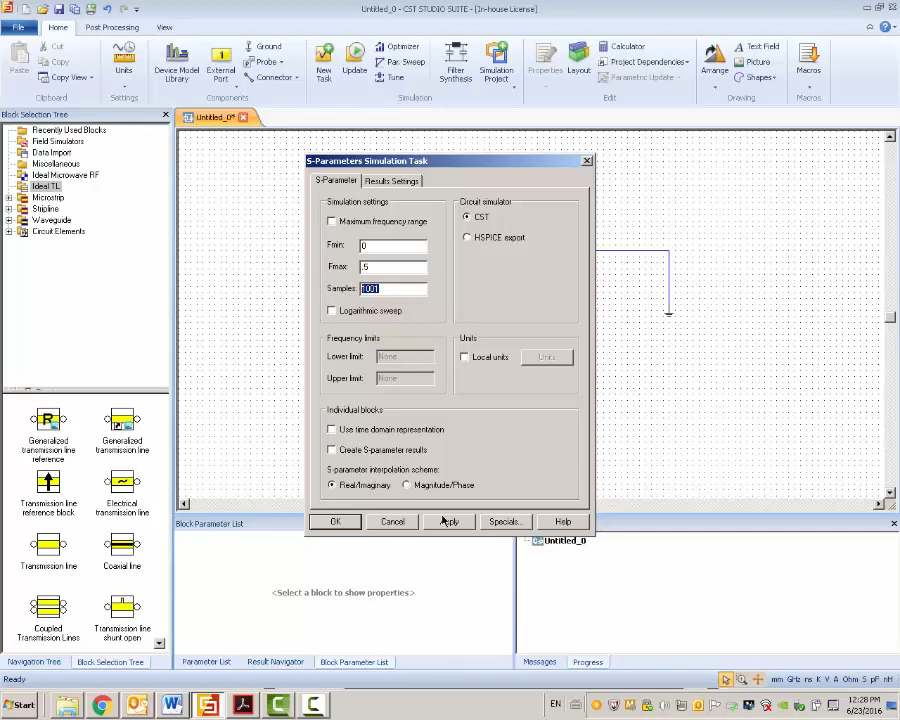 Untitled_0 - CST STUDIO SUITE - [In-house License]
File Home Post Processing View
Cut
Copy
Copy View
Paste
Units
Device Model Library
External Port
Ground
Probe
Connector
New Task
Update
Optimizer
Par. Sweep
Tune
Filter Synthesis
Simulation Project
Properties
Layout
Calculator
Project Dependencies
Parametric Update
Arrange
Text Field
Picture
Shapes
Macros
Clipboard Settings Components Simulation Edit Drawing Macros
Block Selection Tree
Recently Used Blocks
Field Simulators
Data Import
Miscellaneous
Ideal Microwave RF
Ideal TL
Microstrip
Stripline
Waveguide
Circuit Elements
Untitled_0*
S-Parameters Simulation Task
S-Parameter Results Settings
Simulation settings
Maximum frequency range
Fmin: 0
Fmax: .5
Samples: 1001
Logarithmic sweep
Circuit simulator
CST
HSPICE export
Frequency limits
Lower limit: None
Upper limit: None
Units
Local units Units
Individual blocks
Use time domain representation
Create S-parameter results
S-parameter interpolation scheme:
Real/Imaginary Magnitude/Phase
OK Cancel Apply Specials... Help
R
Generalized transmission line reference
Generalized transmission line
Transmission line reference block
Electrical transmission line
Transmission line
Coaxial line
Coupled Transmission Lines
Transmission line shunt open
Block Parameter List
<Select a block to show properties>
Untitled_0
Navigation Tree Block Selection Tree
Parameter List Result Navigator Block Parameter List
Messages Progress
Ready
mm GHz ns K V A Ohm S pF nH
Start
EN
12:28 PM
6/23/2016